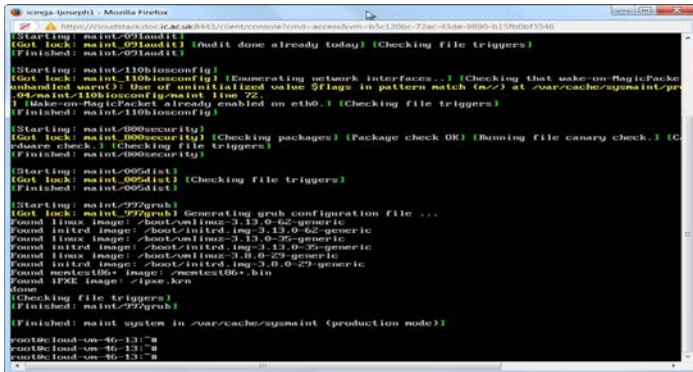 icinga-tjoseph1 - Mozilla Firefox
https://cloudstack.doc.ic.ac.uk:8443/client/console?cmd=access&vm=b5c120bc-72ac-43de-9890-b15fb0bf3546
[Starting: maint/091audit]
[Got lock: maint_091audit] [Audit done already today] [Checking file triggers]
[Finished: maint/091audit]
[Starting: maint/110biosconfig]
[Got lock: maint_110biosconfig] [Enumerating network interfaces..] [Checking that wake-on-MagicPacke
unhandled warn(): Use of uninitialized value $flags in pattern match (m//) at /var/cache/sysmaint/pre
.04/maint/110biosconfig/maint line 72.
] [Wake-on-MagicPacket already enabled on eth0.] [Checking file triggers]
[Finished: maint/110biosconfig]
[Starting: maint/800security]
[Got lock: maint_800security] [Checking packages] [Package check OK] [Running file canary check.] [Ca
rdware check.] [Checking file triggers]
[Finished: maint/800security]
[Starting: maint/005dist]
[Got lock: maint_005dist] [Checking file triggers]
[Finished: maint/005dist]
[Starting: maint/997grub]
[Got lock: maint_997grub] Generating grub configuration file ...
Found linux image: /boot/vmlinuz-3.13.0-62-generic
Found initrd image: /boot/initrd.img-3.13.0-62-generic
Found linux image: /boot/vmlinuz-3.13.0-35-generic
Found initrd image: /boot/initrd.img-3.13.0-35-generic
Found linux image: /boot/vmlinuz-3.8.0-29-generic
Found initrd image: /boot/initrd.img-3.8.0-29-generic
Found memtest86+ image: /memtest86+.bin
Found iPXE image: /ipxe.krn
done
[Checking file triggers]
[Finished: maint/997grub]
[Finished: maint system in /var/cache/sysmaint (production mode)]
root@cloud-vm-46-13:~#
root@cloud-vm-46-13:~#
root@cloud-vm-46-13:~#